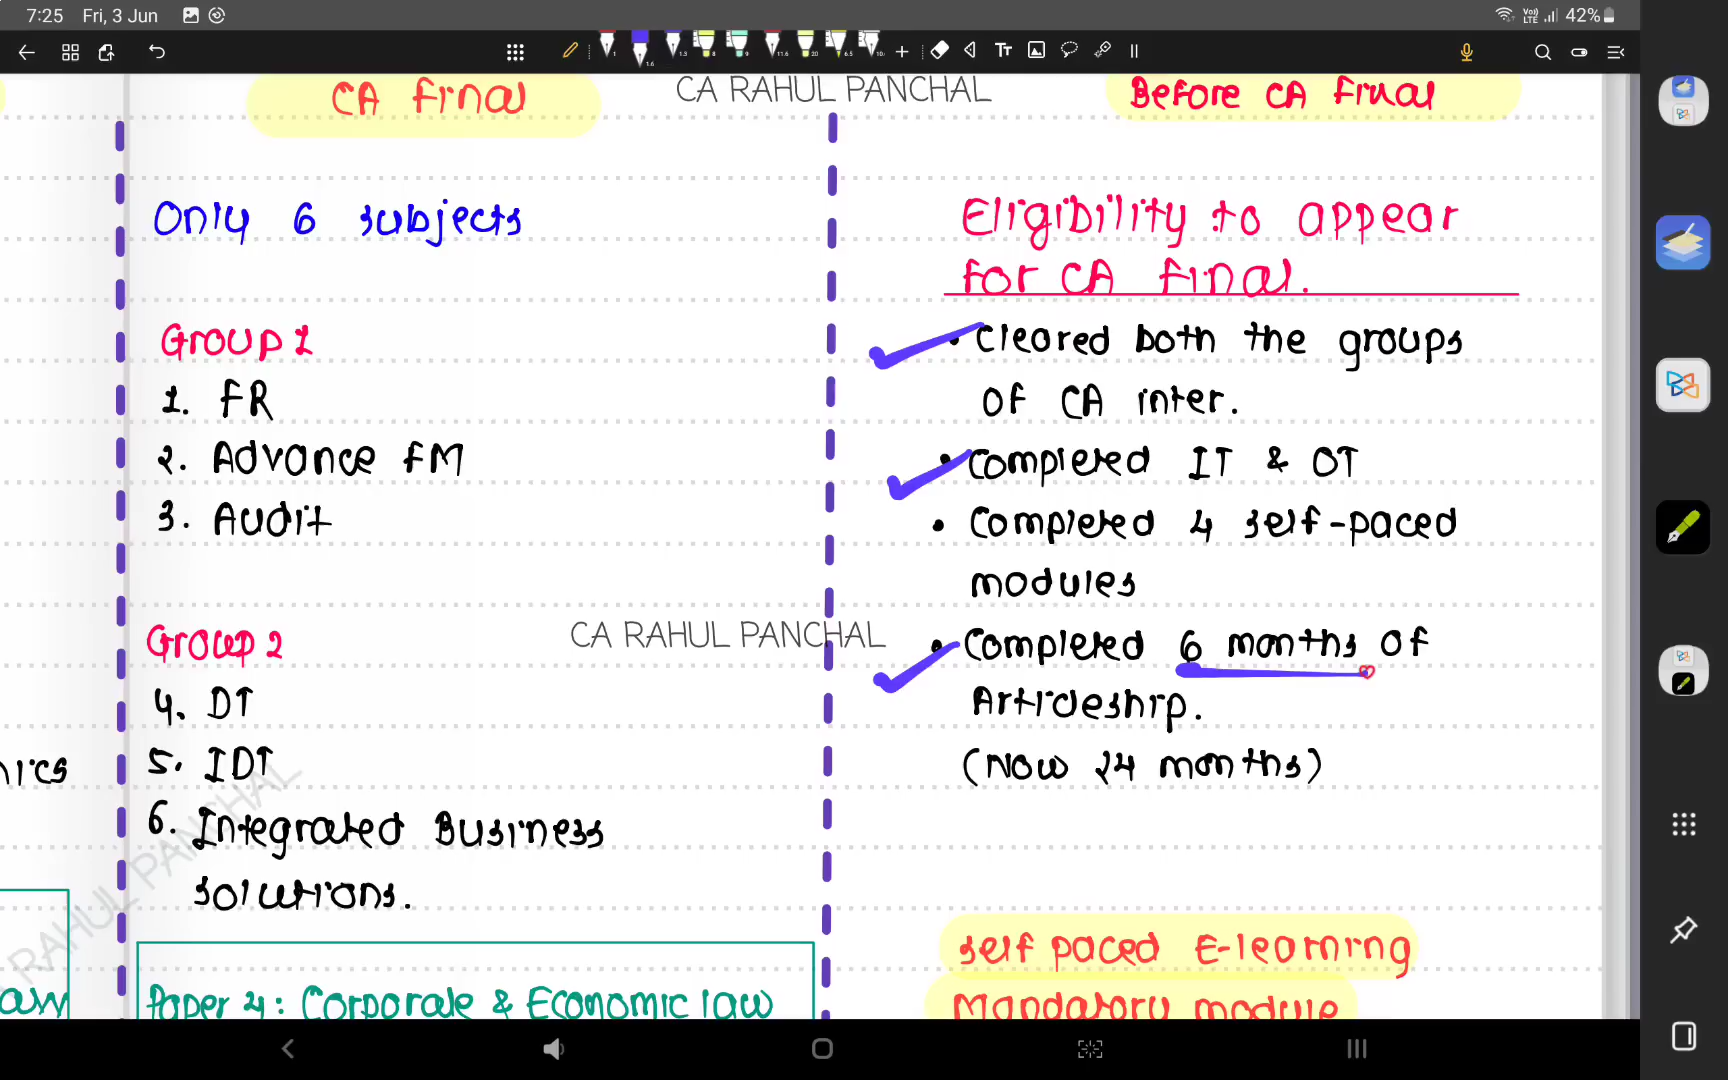 7:25 Fri, 3 Jun
42%
CA final
CA RAHUL PANCHAL
Before CA final
Only 6 subjects
Group 1
1. FR
2. Advance FM
3. Audit
Group 2
4. DT
5. IDT
6. Integrated Business
solutions.
Paper 4: Corporate & Economic law
Eligibility to appear
for CA final.
• Cleared both the groups
of CA inter.
• Completed IT & OT
• Completed 4 self-paced
modules
• Completed 6 months of
Articleship.
(Now 24 months)
self paced E-learning
Mandatory module
CA RAHUL PANCHAL
RAHUL PANCHAL
nics
aw